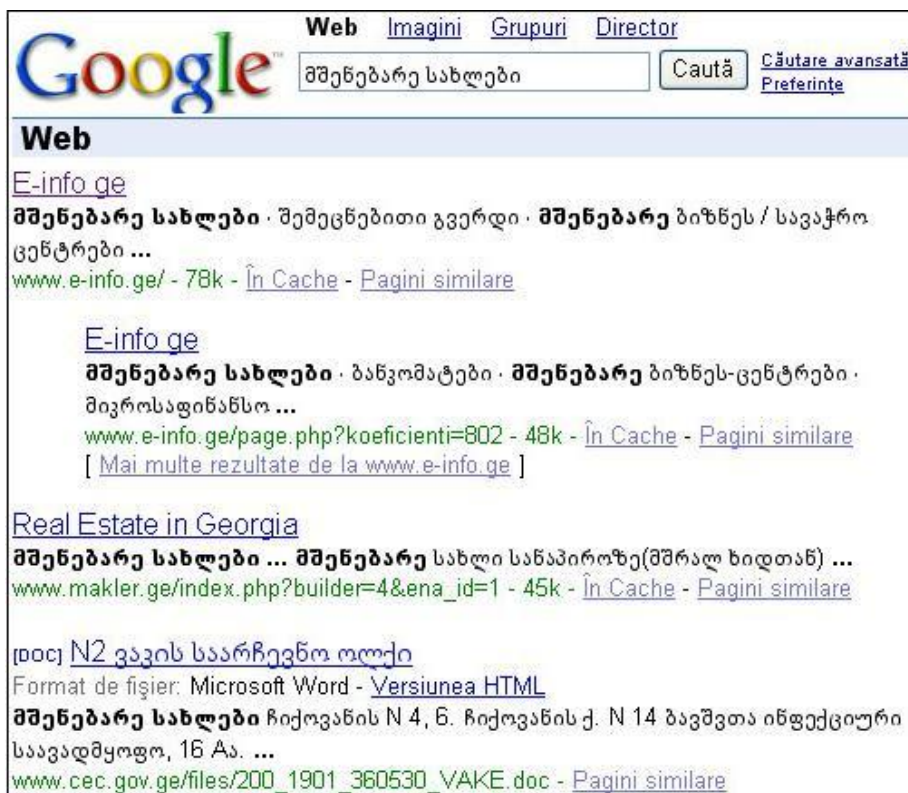 Web Imagini Grupuri Director
Google™ მშენებარე სახლები Caută Căutare avansată
Preferințe
Web
E-info ge
მშენებარე სახლები · შემეცნებითი გვერდი · მშენებარე ბიზნეს / სავაჭრო
ცენტრები ...
www.e-info.ge/ - 78k - În Cache - Pagini similare
E-info ge
მშენებარე სახლები · ბანკომატები · მშენებარე ბიზნეს-ცენტრები ·
მიკროსაფინანსო ...
www.e-info.ge/page.php?koeficienti=802 - 48k - În Cache - Pagini similare
[ Mai multe rezultate de la www.e-info.ge ]
Real Estate in Georgia
მშენებარე სახლები ... მშენებარე სახლი სანაპიროზე(მშრალ ხიდთან) ...
www.makler.ge/index.php?builder=4&ena_id=1 - 45k - În Cache - Pagini similare
[DOC] N2 ვაკის საარჩევნო ოლქი
Format de fişier: Microsoft Word - Versiunea HTML
მშენებარე სახლები ჩიქოვანის N 4, 6. ჩიქოვანის ქ. N 14 ბავშვთა ინფექციური
საავადმყოფო, 16 Aა. ...
www.cec.gov.ge/files/200_1901_360530_VAKE.doc - Pagini similare